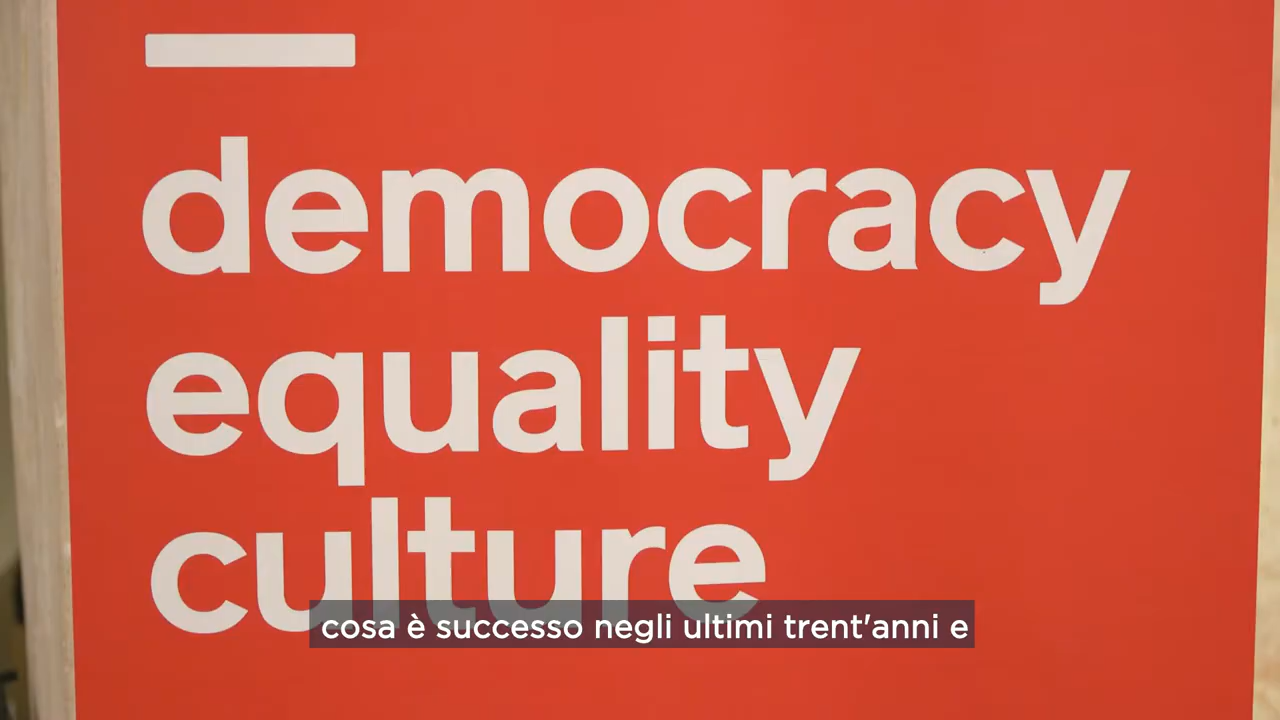 democracy
equality
culture
cosa è successo negli ultimi trent'anni e